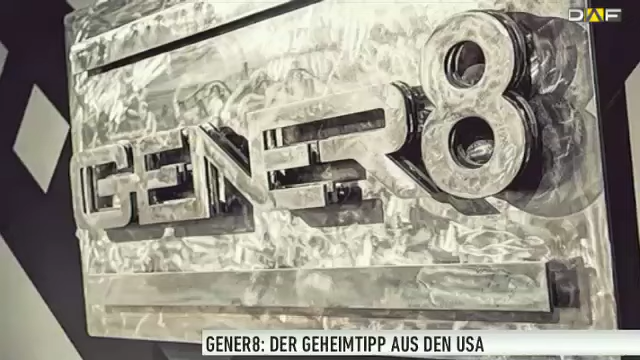 DAF
GENER8
GENER8: DER GEHEIMTIPP AUS DEN USA